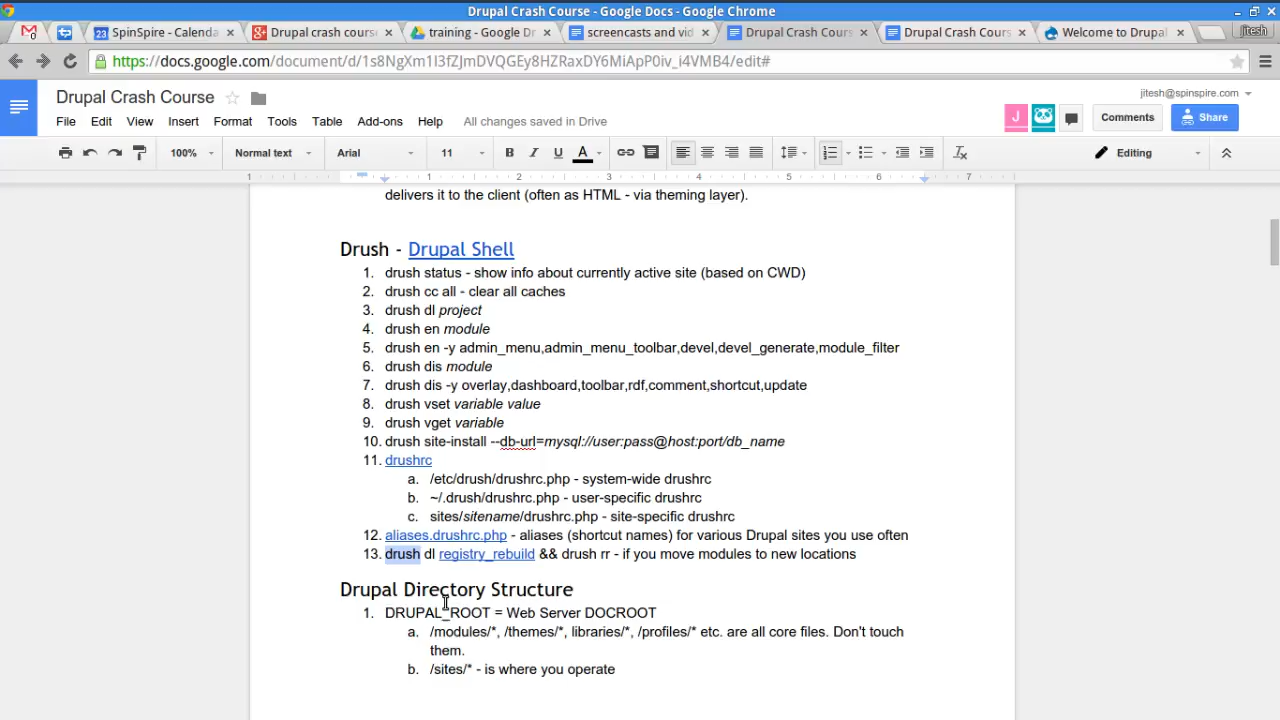 Drupal Crash Course - Google Docs - Google Chrome
23 SpinSpire - Calenda
Drupal crash cours
training - Google Dr
screencasts and vid
Drupal Crash Cours
Drupal Crash Cours
Welcome to Drupal
jitesh
https://docs.google.com/document/d/1s8NgXm1I3fZJmDVQGEy8HZRaxDY6MiApP0iv_i4VMB4/edit#
Drupal Crash Course
jitesh@spinspire.com
File Edit View Insert Format Tools Table Add-ons Help All changes saved in Drive
J
Comments
Share
100% Normal text Arial 11 B I U A Editing
1 1 2 3 4 5 6 7
delivers it to the client (often as HTML - via theming layer).
Drush - Drupal Shell
1. drush status - show info about currently active site (based on CWD)
2. drush cc all - clear all caches
3. drush dl project
4. drush en module
5. drush en -y admin_menu,admin_menu_toolbar,devel,devel_generate,module_filter
6. drush dis module
7. drush dis -y overlay,dashboard,toolbar,rdf,comment,shortcut,update
8. drush vset variable value
9. drush vget variable
10. drush site-install --db-url=mysql://user:pass@host:port/db_name
11. drushrc
a. /etc/drush/drushrc.php - system-wide drushrc
b. ~/.drush/drushrc.php - user-specific drushrc
c. sites/sitename/drushrc.php - site-specific drushrc
12. aliases.drushrc.php - aliases (shortcut names) for various Drupal sites you use often
13. drush dl registry_rebuild && drush rr - if you move modules to new locations
Drupal Directory Structure
1. DRUPAL_ROOT = Web Server DOCROOT
a. /modules/*, /themes/*, libraries/*, /profiles/* etc. are all core files. Don't touch
them.
b. /sites/* - is where you operate